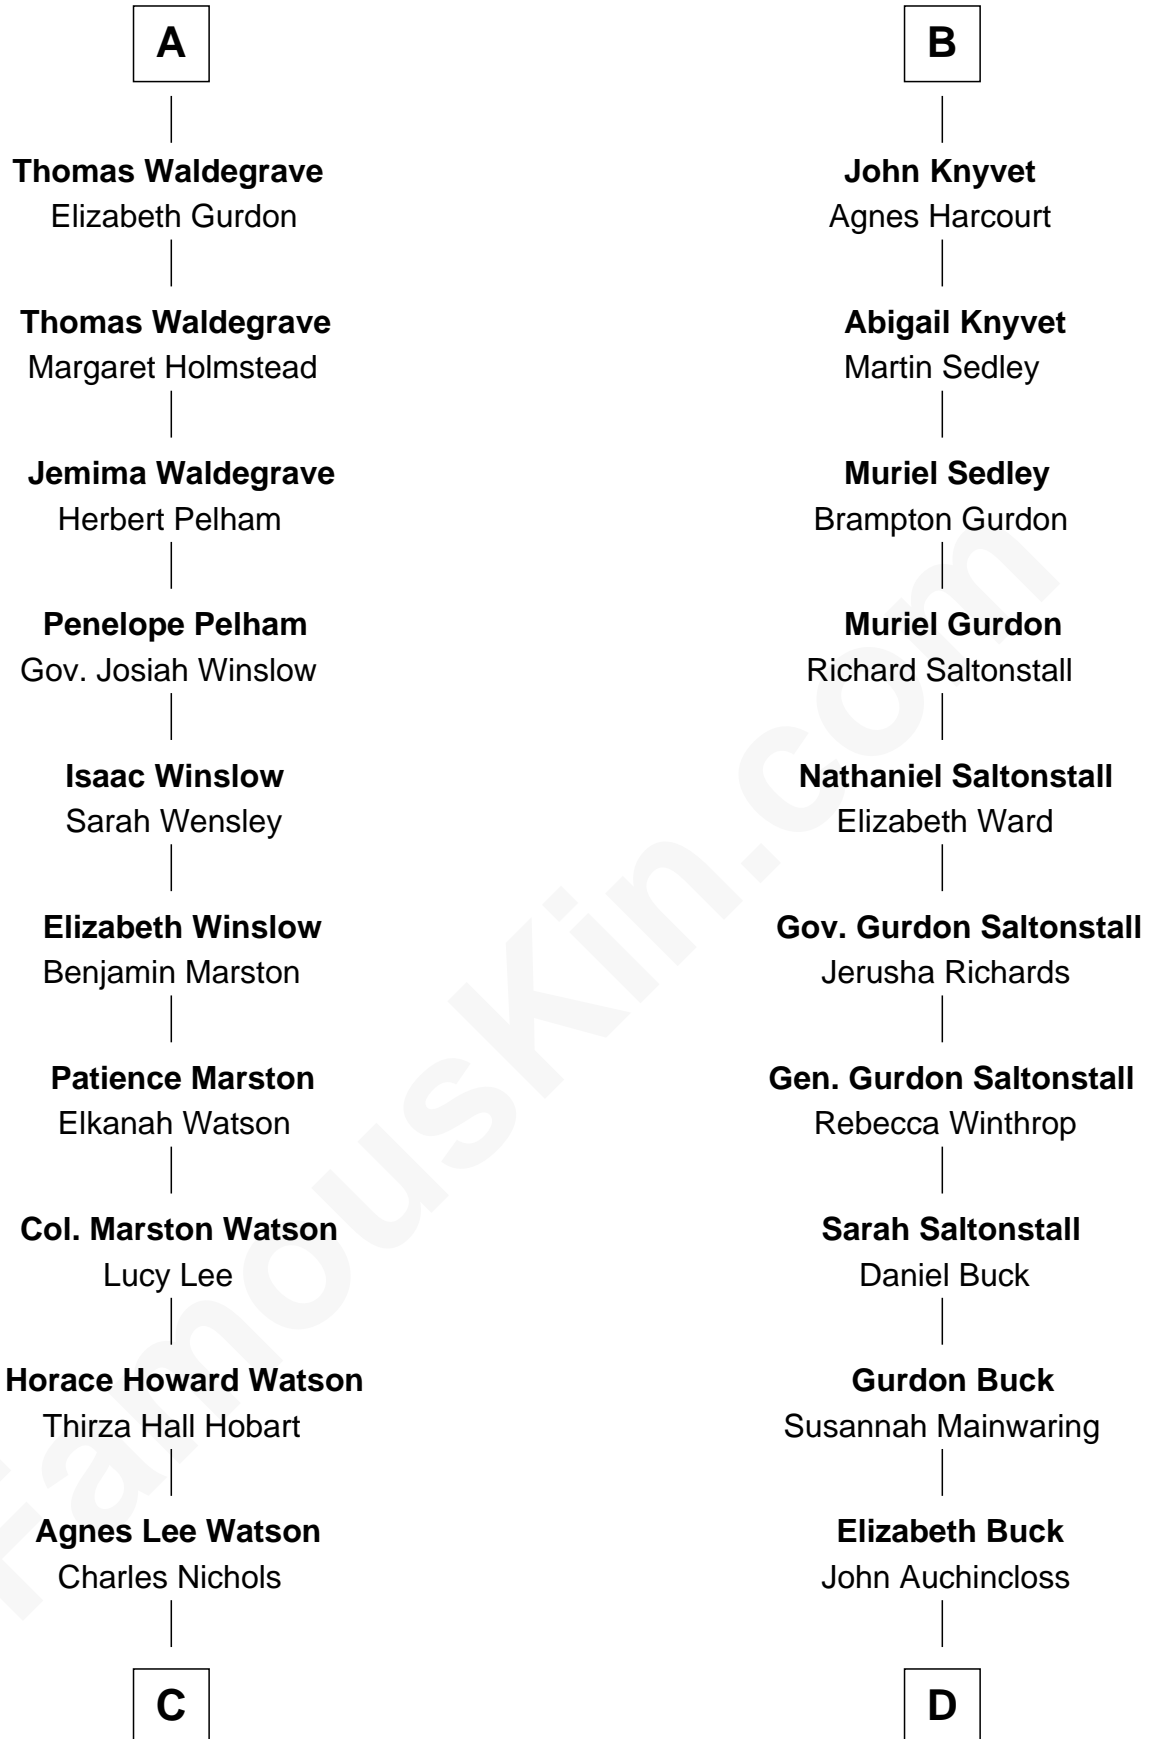 A
Thomas Waldegrave
Elizabeth Gurdon
Thomas Waldegrave
Margaret Holmstead
Jemima Waldegrave
Herbert Pelham
Penelope Pelham
Gov. Josiah Winslow
Isaac Winslow
Sarah Wensley
Elizabeth Winslow
Benjamin Marston
Patience Marston
Elkanah Watson
Col. Marston Watson
Lucy Lee
Horace Howard Watson
Thirza Hall Hobart
Agnes Lee Watson
Charles Nichols
C
B
John Knyvet
Agnes Harcourt
Abigail Knyvet
Martin Sedley
Muriel Sedley
Brampton Gurdon
Muriel Gurdon
Richard Saltonstall
Nathaniel Saltonstall
Elizabeth Ward
Gov. Gurdon Saltonstall
Jerusha Richards
Gen. Gurdon Saltonstall
Rebecca Winthrop
Sarah Saltonstall
Daniel Buck
Gurdon Buck
Susannah Mainwaring
Elizabeth Buck
John Auchincloss
D
FamousKin.com